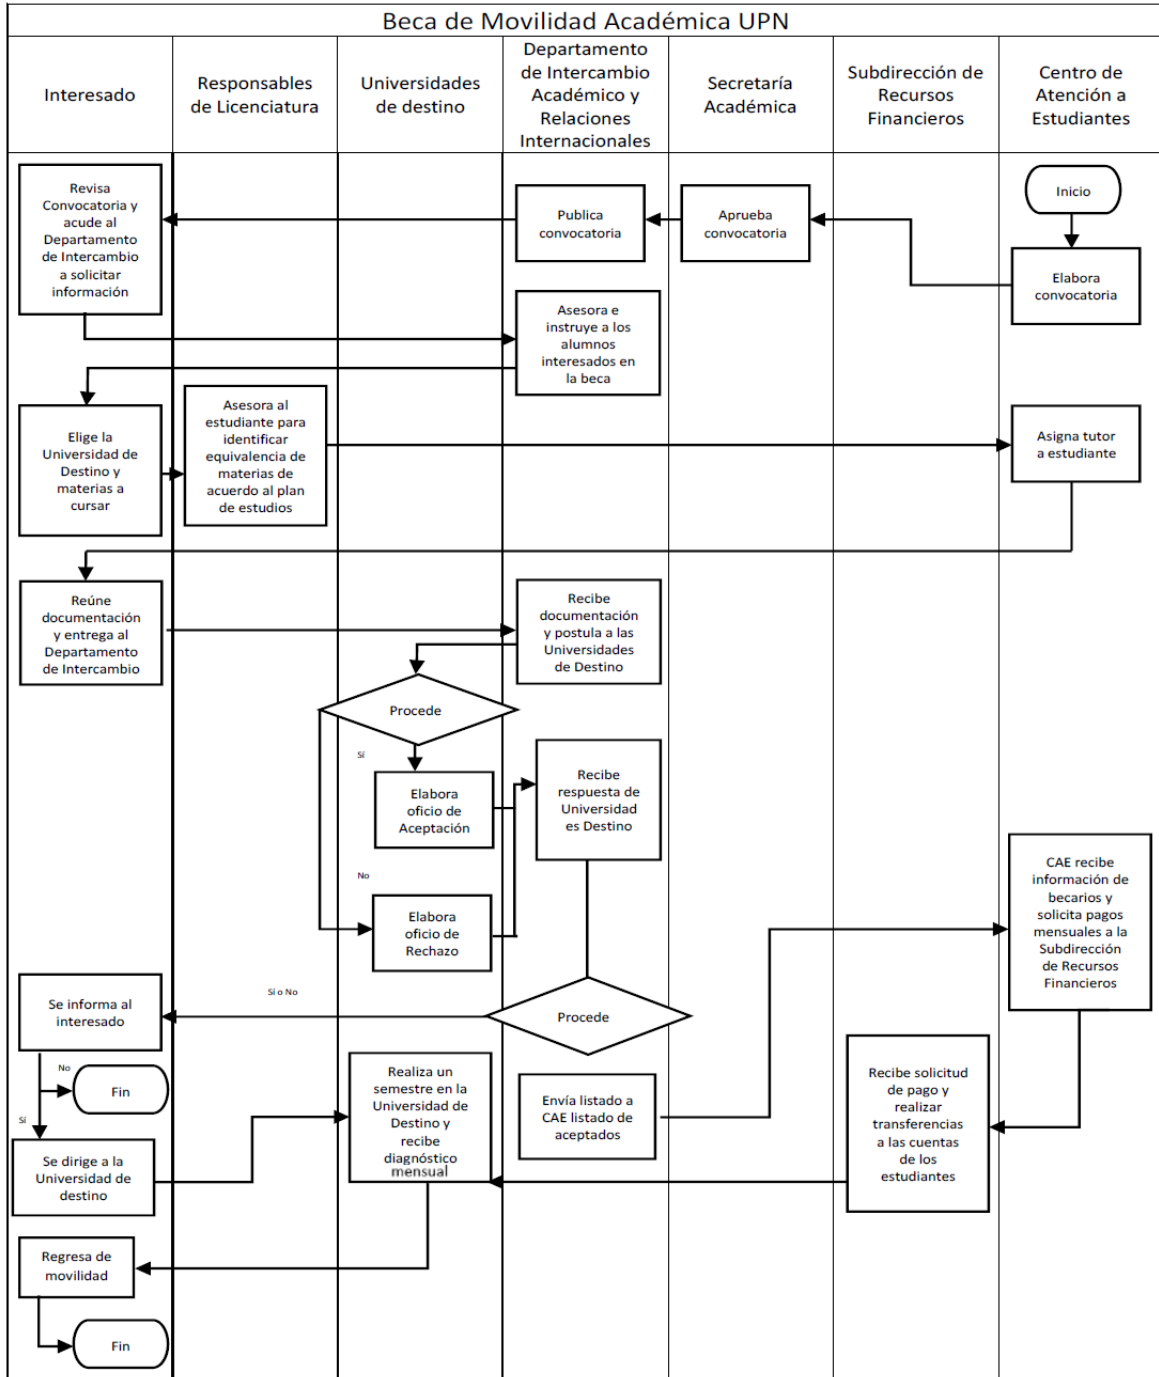 Beca de Movilidad Académica UPN
Interesado
Responsables
de Licenciatura
Universidades
de destino
Departamento
de Intercambio
Académico y
Relaciones
Internacionales
Secretaría
Académica
Subdirección de
Recursos
Financieros
Centro de
Atención a
Estudiantes
Revisa
Convocatoria y
acude al
Departamento
de Intercambio
a solicitar
información
Publica
convocatoria
Aprueba
convocatoria
Inicio
Elabora
convocatoria
Asesora e
instruye a los
alumnos
interesados en
la beca
Elige la
Universidad de
Destino y
materias a
cursar
Asesora al
estudiante para
identificar
equivalencia de
materias de
acuerdo al plan
de estudios
Asigna tutor
a estudiante
Reúne
documentación
y entrega al
Departamento
de Intercambio
Recibe
documentación
y postula a las
Universidades
de Destino
Procede
Sí
Elabora
oficio de
Aceptación
Recibe
respuesta de
Universidad
es Destino
No
Elabora
oficio de
Rechazo
CAE recibe
información de
becarios y
solicita pagos
mensuales a la
Subdirección
de Recursos
Financieros
Se informa al
interesado
Sí o No
Procede
No
Fin
Sí
Realiza un
semestre en la
Universidad de
Destino y
recibe
diagnóstico
mensual
Envía listado a
CAE listado de
aceptados
Recibe solicitud
de pago y
realizar
transferencias
a las cuentas
de los
estudiantes
Se dirige a la
Universidad de
destino
Regresa de
movilidad
Fin